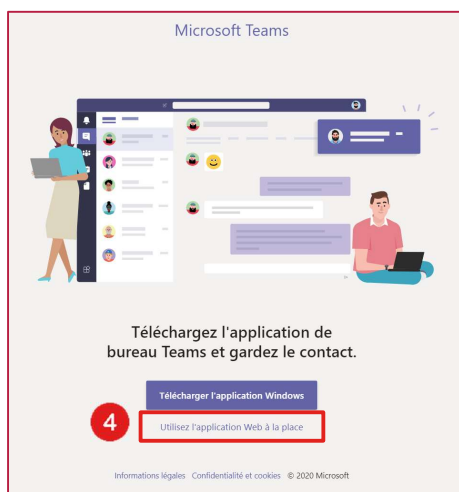 Microsoft Teams
Téléchargez l'application de
bureau Teams et gardez le contact.
Télécharger l'application Windows
4
Utilisez l'application Web à la place
Informations légales Confidentialité et cookies © 2020 Microsoft